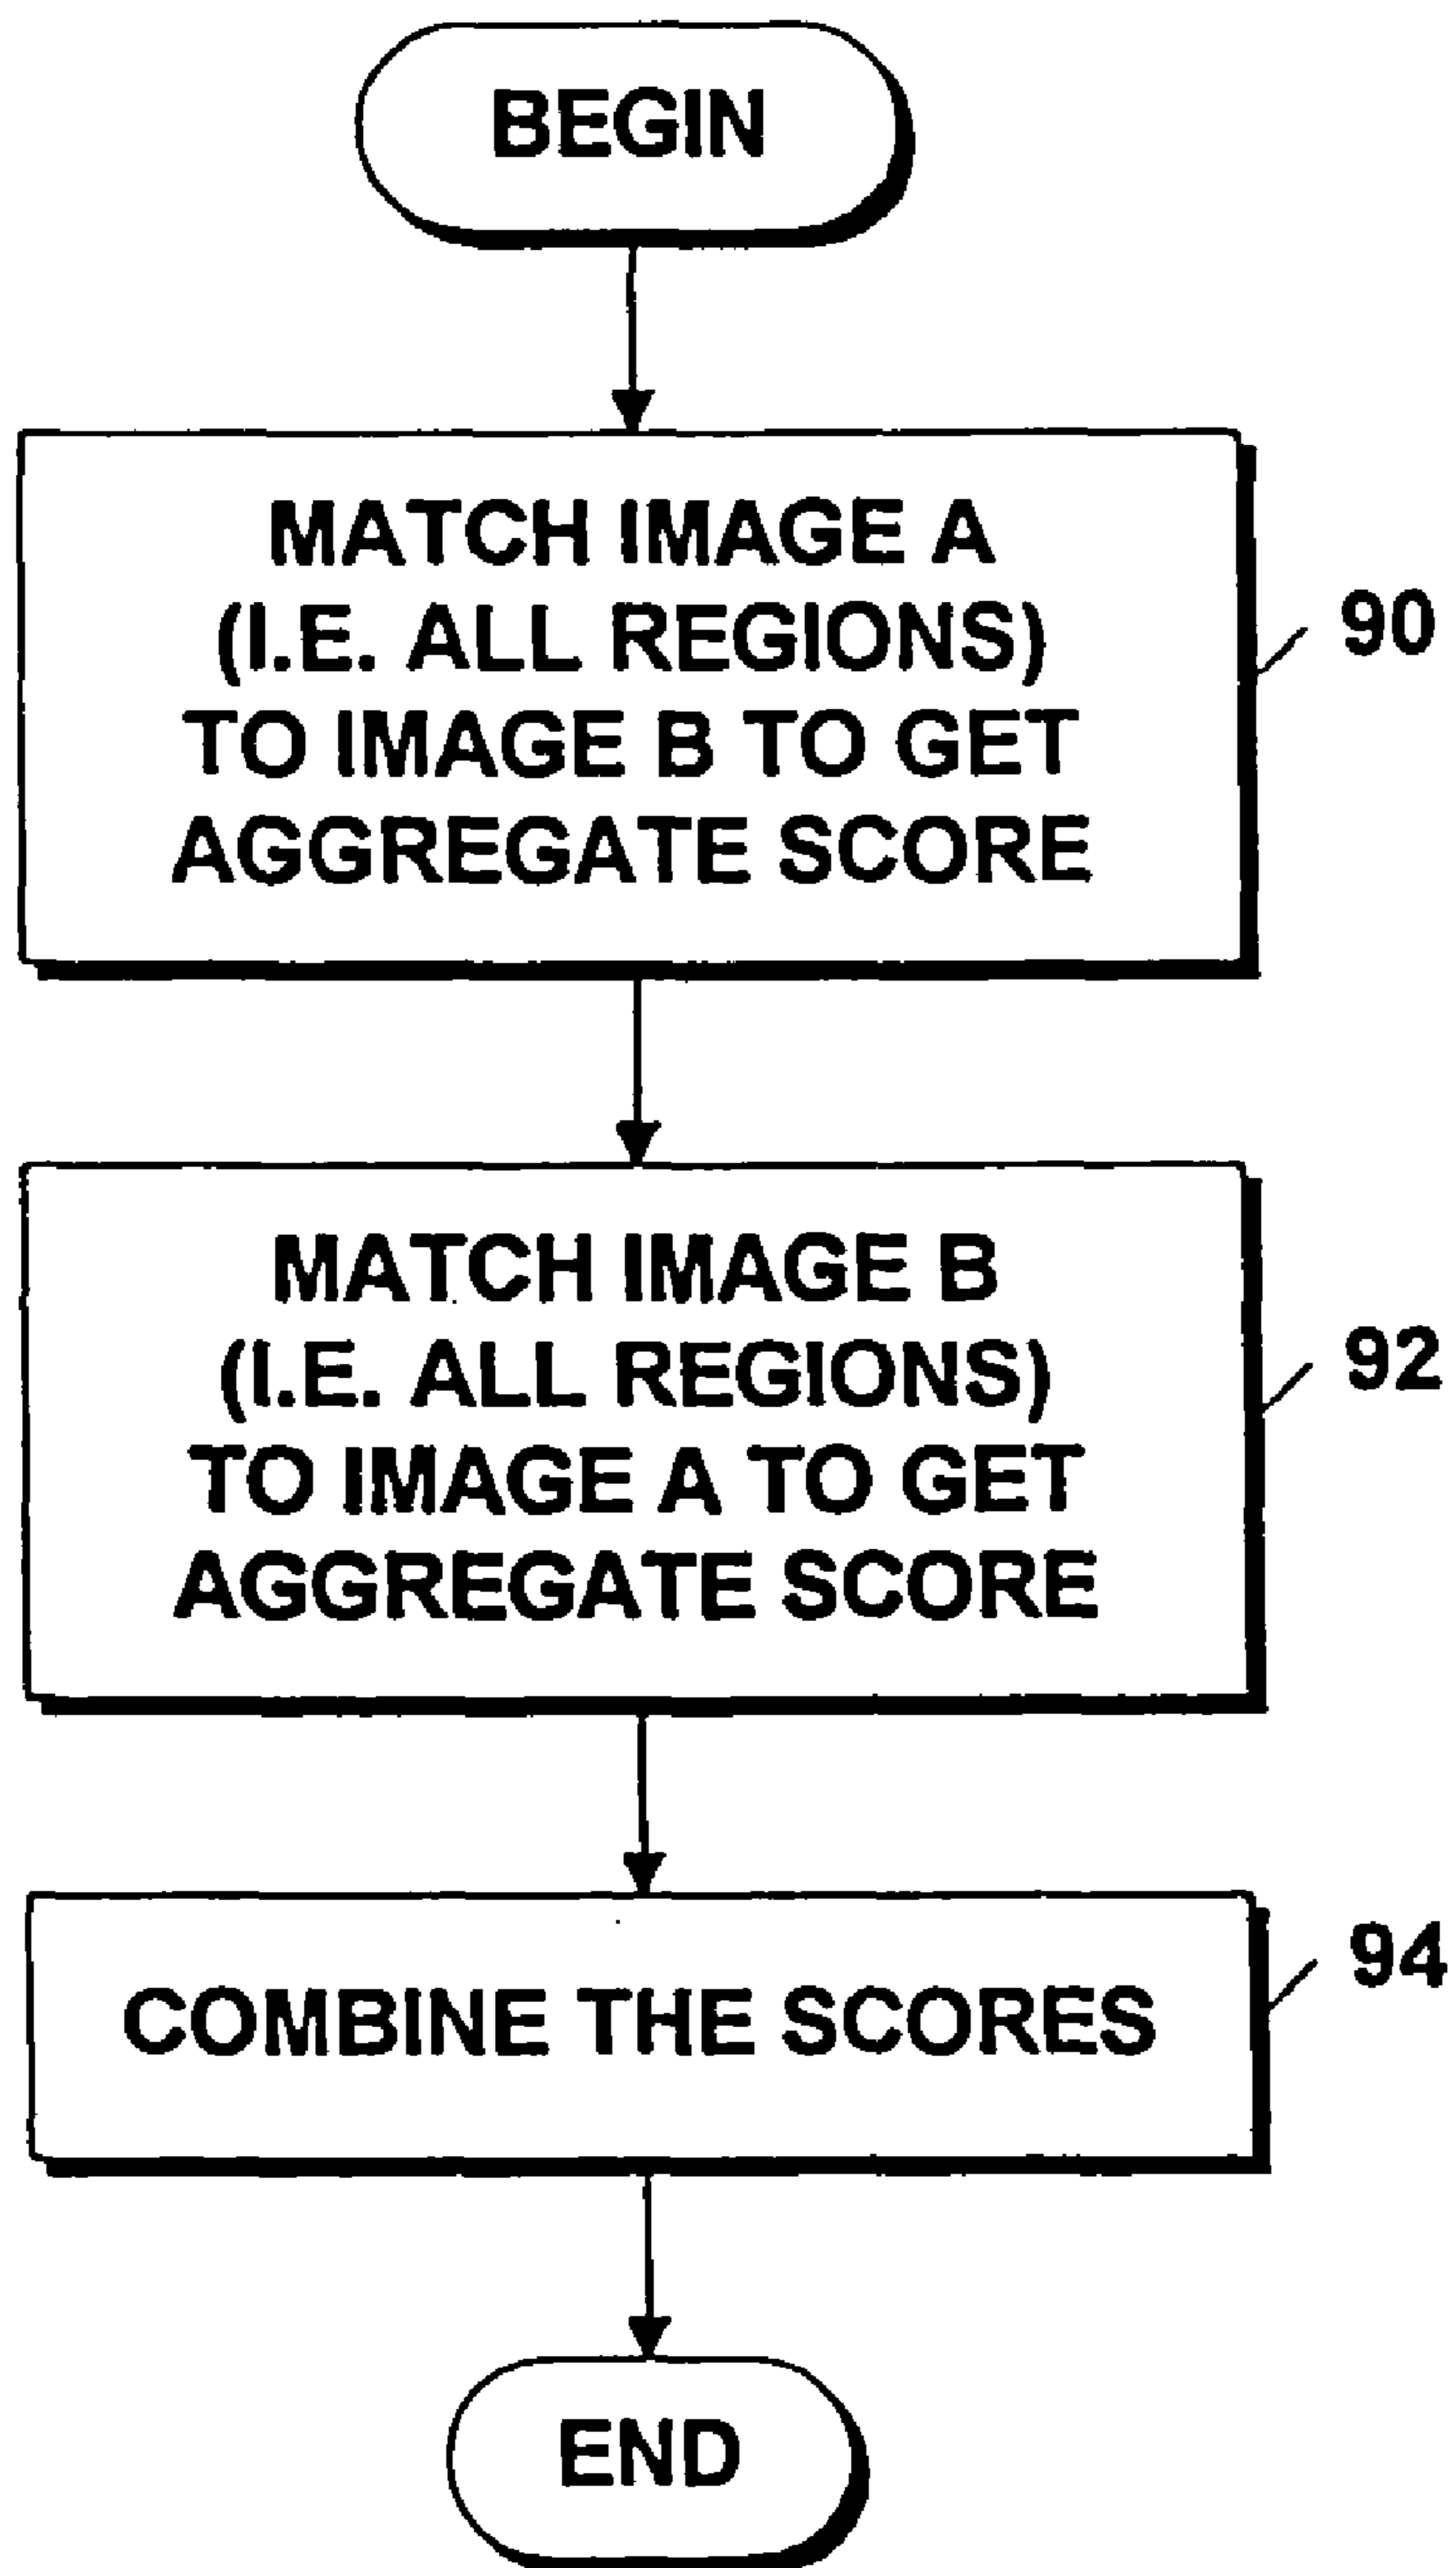 BEGIN
MATCH IMAGE A
(I.E. ALL REGIONS)
TO IMAGE B TO GET
AGGREGATE SCORE
90
MATCH IMAGE B
(I.E. ALL REGIONS)
TO IMAGE A TO GET
AGGREGATE SCORE
92
COMBINE THE SCORES
94
END